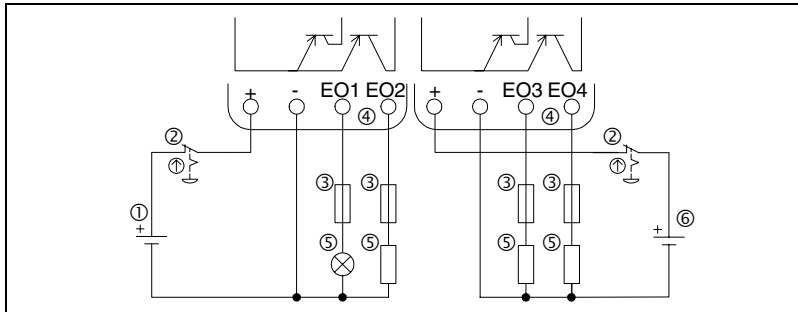 + - EO1 EO2 + - EO3 EO4
④ ④
② ②
③ ③ ③ ③
① ⑥
+ +
⑤ ⑤ ⑤ ⑤